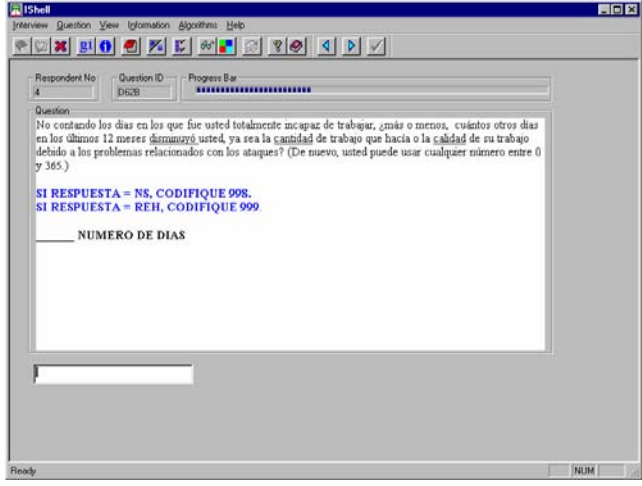 IShell
Interview Question View Information Algorithms Help
g1
Respondent No
Question ID
Progress Bar
4
D62B
Question
No contando los días en los que fue usted totalmente incapaz de trabajar, ¿más o menos, cuántos otros días
en los últimos 12 meses disminuyó usted, ya sea la cantidad de trabajo que hacía o la calidad de su trabajo
debido a los problemas relacionados con los ataques? (De nuevo, usted puede usar cualquier número entre 0
y 365.)
SI RESPUESTA = NS, CODIFIQUE 998.
SI RESPUESTA = REH, CODIFIQUE 999.
______ NUMERO DE DIAS
Ready
NUM